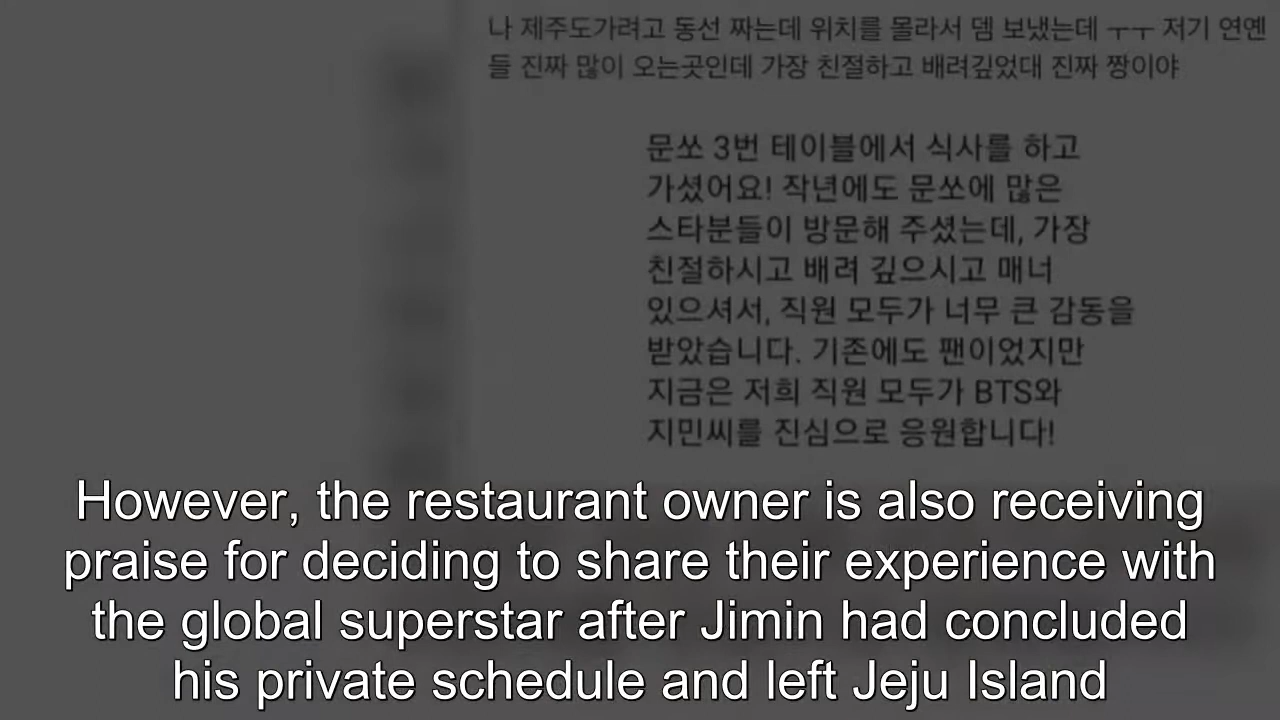 나 제주도가려고 동선 짜는데 위치를 몰라서 뎀 보냈는데 ㅜㅜ 저기 연옌
들 진짜 많이 오는곳인데 가장 친절하고 배려깊었대 진짜 짱이야
문쏘 3번 테이블에서 식사를 하고
가셨어요! 작년에도 문쏘에 많은
스타분들이 방문해 주셨는데, 가장
친절하시고 배려 깊으시고 매너
있으셔서, 직원 모두가 너무 큰 감동을
받았습니다. 기존에도 팬이었지만
지금은 저희 직원 모두가 BTS와
지민씨를 진심으로 응원합니다!
However, the restaurant owner is also receiving
praise for deciding to share their experience with
the global superstar after Jimin had concluded
his private schedule and left Jeju Island